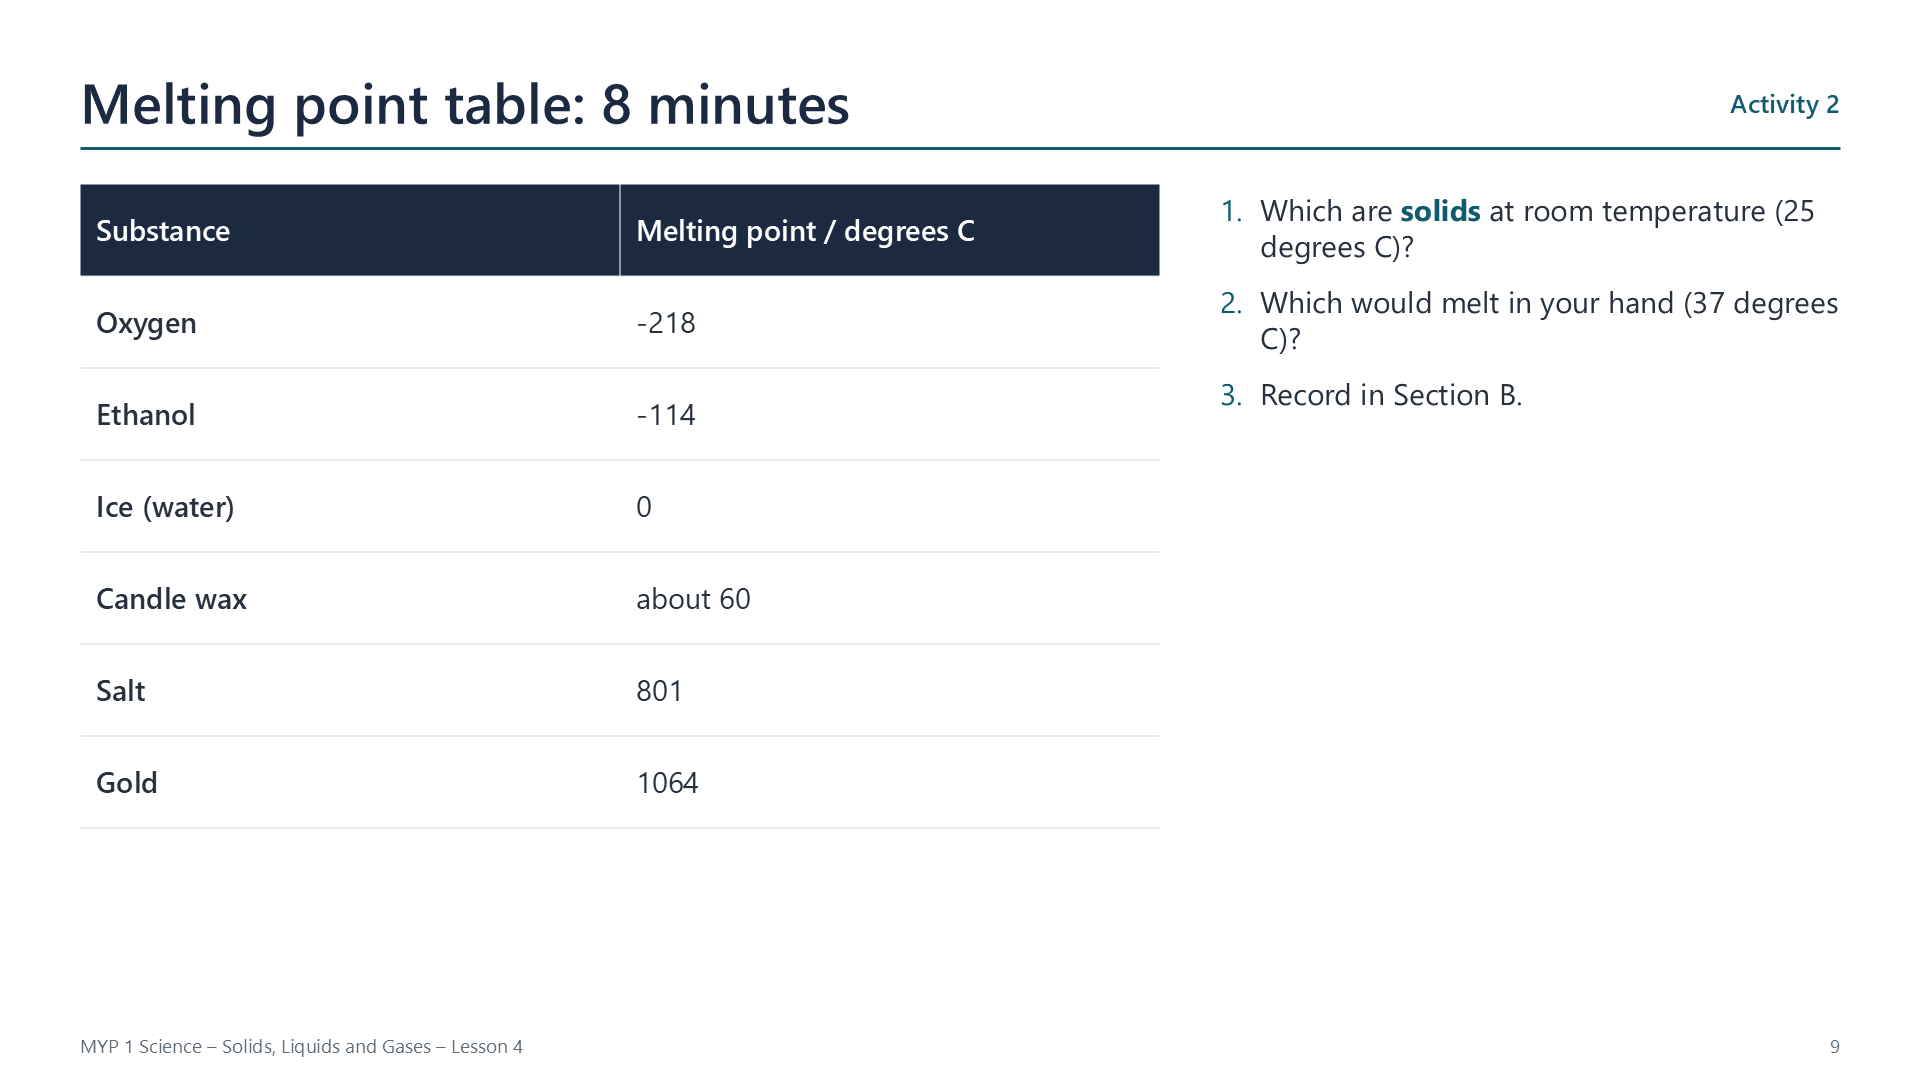 Melting point table: 8 minutes
Activity 2
Substance
Melting point / degrees C
Oxygen
-218
Ethanol
-114
Ice (water)
0
Candle wax
about 60
Salt
801
Gold
1064
1. Which are solids at room temperature (25
degrees C)?
2. Which would melt in your hand (37 degrees
C)?
3. Record in Section B.
MYP 1 Science – Solids, Liquids and Gases – Lesson 4
9